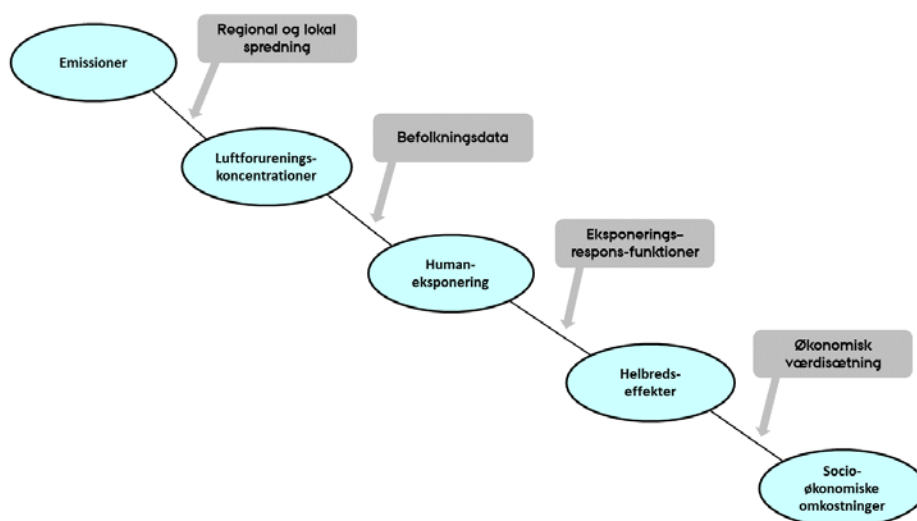 Regional og lokal
spredning
Emissioner
Befolkningsdata
Luftforurenings-
koncentrationer
Eksponerings-
respons-funktioner
Human-
eksponering
Økonomisk
værdisætning
Helbreds-
effekter
Socio-
økonomiske
omkostninger